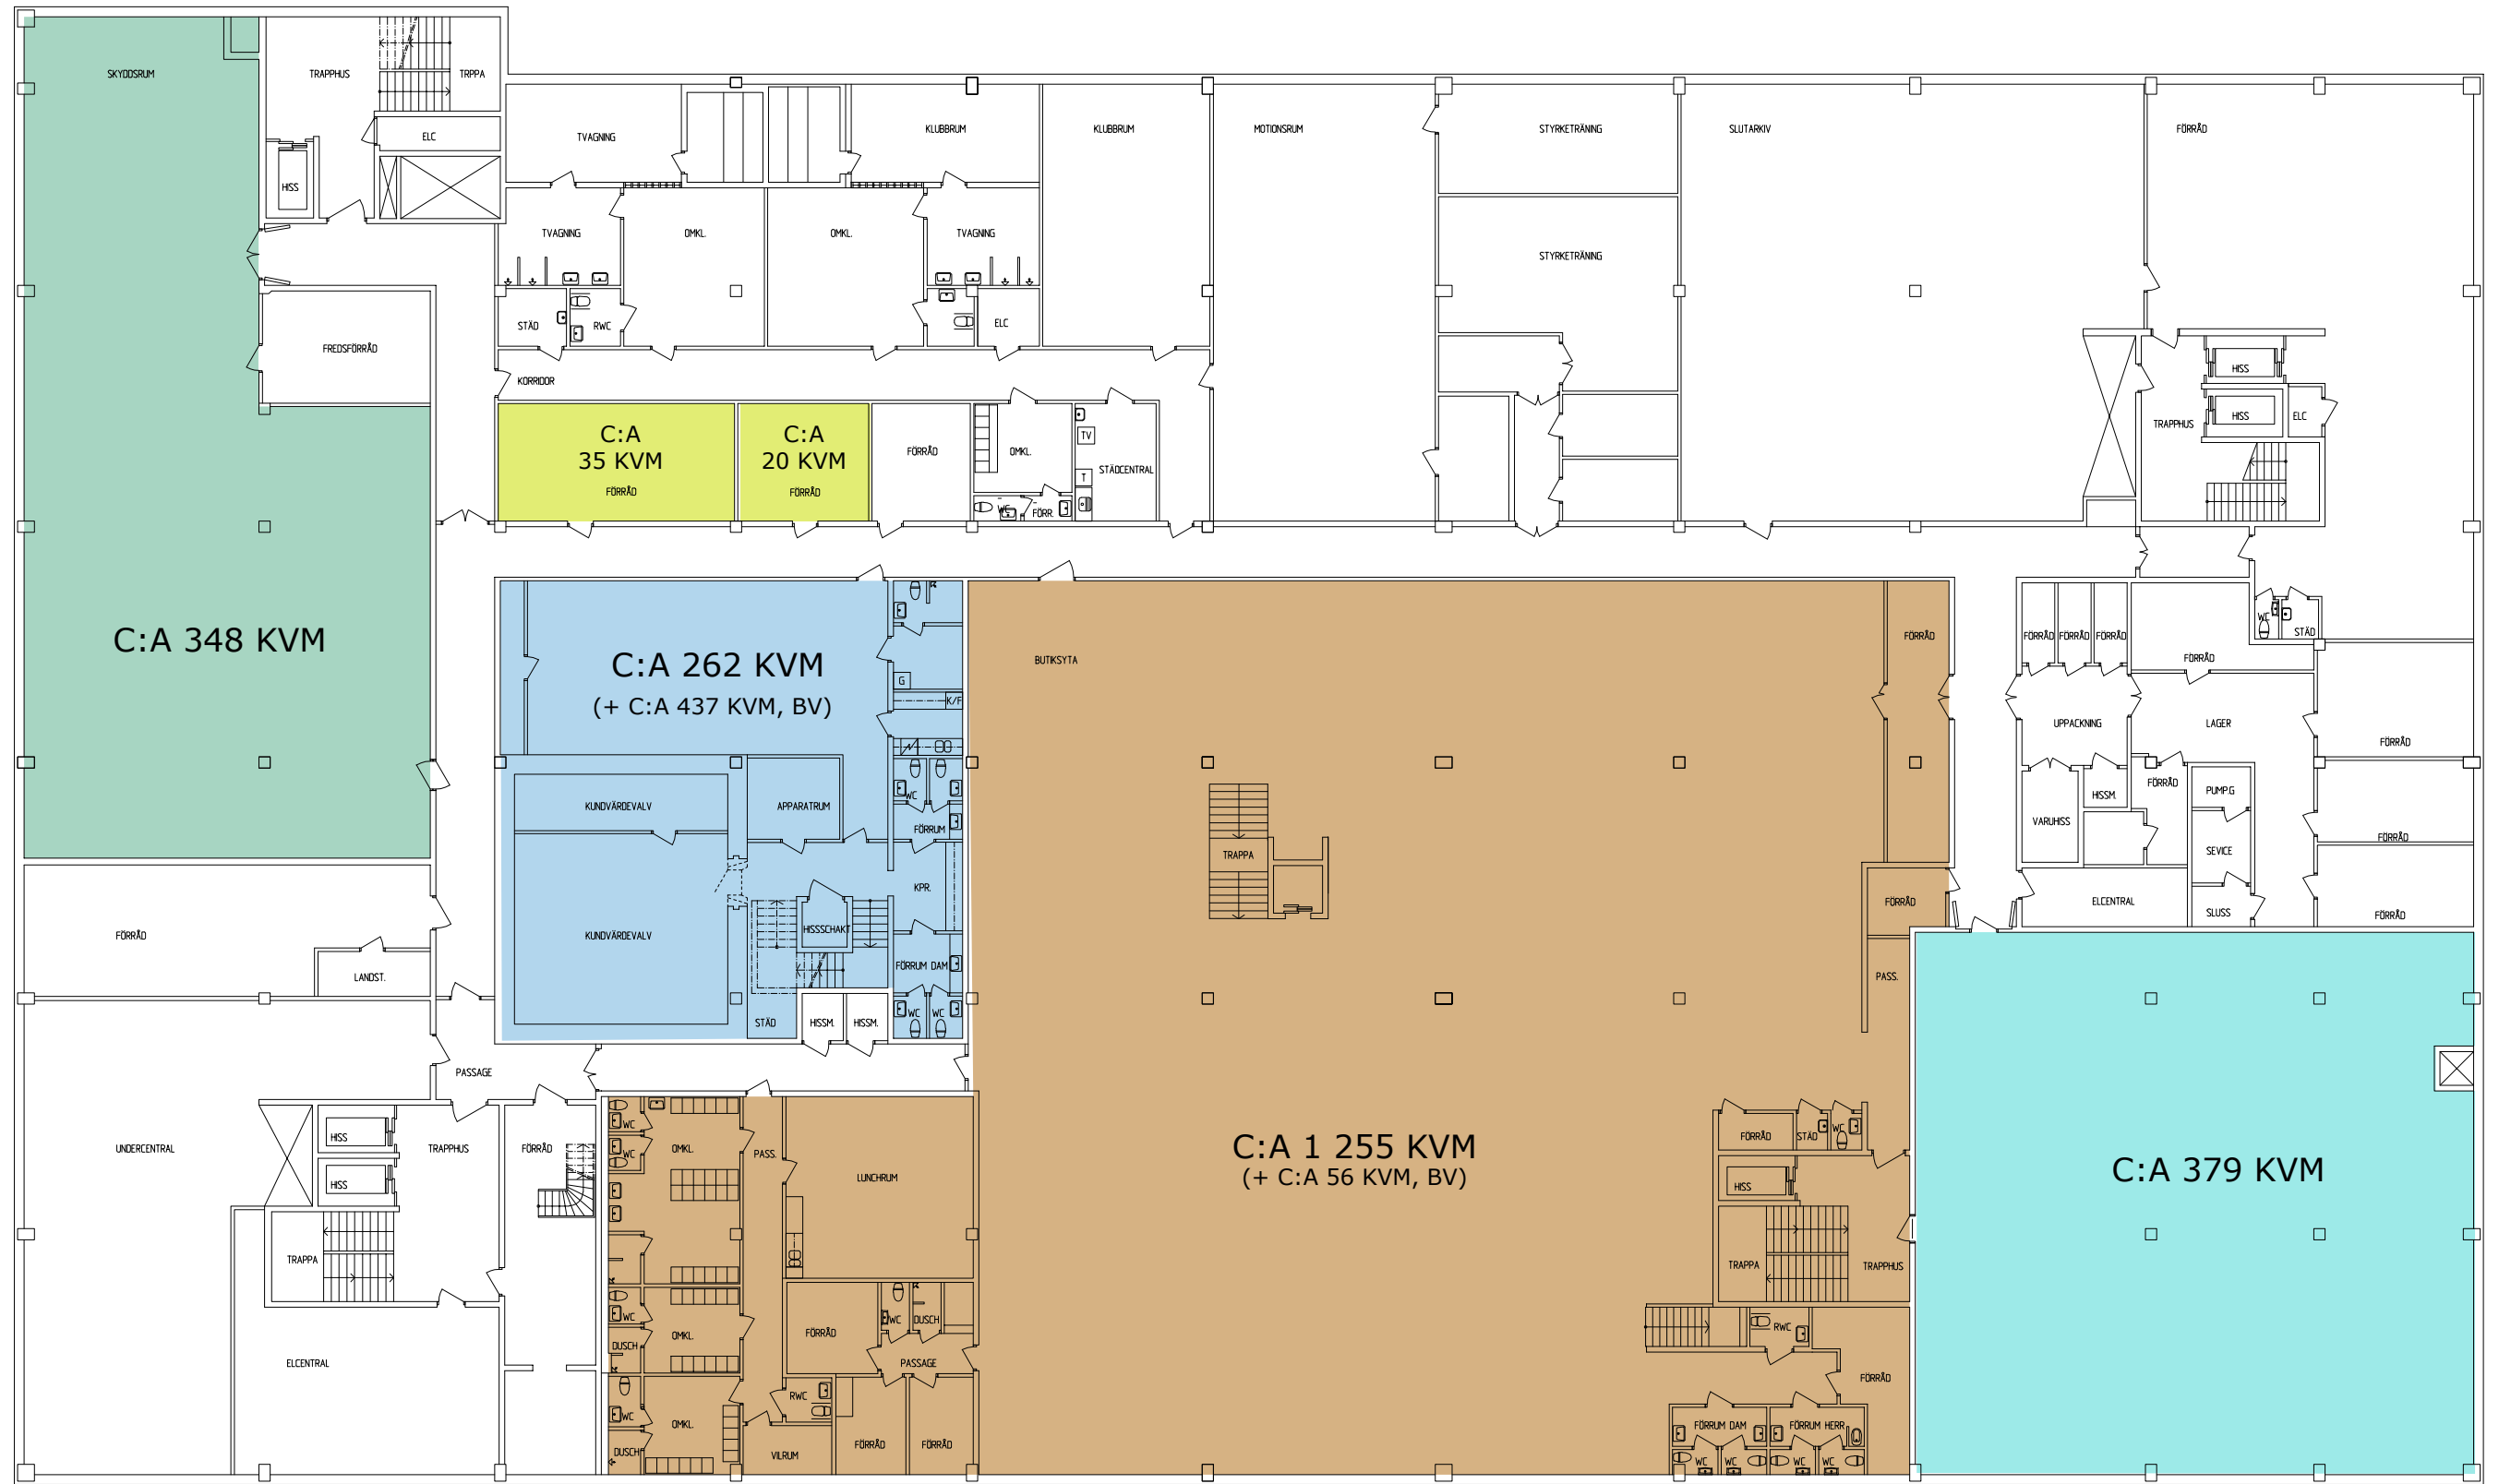 SKYDDSRUM
TRAPPHUS
TRPPA
ELC
HISS
TVAGNING
KLUBBRUM
KLUBBRUM
MOTIONSRUM
STYRKETRÄNING
SLUTARKIV
FÖRRÅD
TVAGNING
OMKL.
OMKL.
TVAGNING
STYRKETRÄNING
STÄD
RWC
ELC
FREDSFÖRRÅD
KORRIDOR
HISS
HISS
ELC
TRAPPHUS
C:A
35 KVM
FÖRRÅD
C:A
20 KVM
FÖRRÅD
FÖRRÅD
OMKL.
TV
T
STÄDCENTRAL
WC
FÖRR.
C:A 348 KVM
C:A 262 KVM
(+ C:A 437 KVM, BV)
G
K/F
BUTIKSYTA
FÖRRÅD
FÖRRÅD
FÖRRÅD
FÖRRÅD
FÖRRÅD
WC
STÄD
UPPACKNING
LAGER
FÖRRÅD
KUNDVÄRDEVALV
APPARATRUM
WC
FÖRRUM
KPR.
TRAPPA
VARUHISS
HISSM.
FÖRRÅD
PUMP.G
SEVICE
FÖRRÅD
FÖRRÅD
ELCENTRAL
SLUSS
FÖRRÅD
FÖRRÅD
LANDST.
KUNDVÄRDEVALV
HISSSCHAKT
FÖRRUM DAM
WC
WC
STÄD
HISSM.
HISSM.
PASS.
PASSAGE
UNDERCENTRAL
HISS
HISS
TRAPPHUS
FÖRRÅD
TRAPPA
ELCENTRAL
WC
WC
OMKL.
PASS.
LUNCHRUM
C:A 1 255 KVM
(+ C:A 56 KVM, BV)
FÖRRÅD
STÄD
WC
HISS
TRAPPA
TRAPPHUS
C:A 379 KVM
WC
DUSCH
OMKL.
FÖRRÅD
WC
DUSCH
PASSAGE
RWC
RWC
FÖRRÅD
WC
OMKL.
DUSCH
VILRUM
FÖRRÅD
FÖRRÅD
FÖRRUM DAM
FÖRRUM HERR
WC
WC
WC
WC